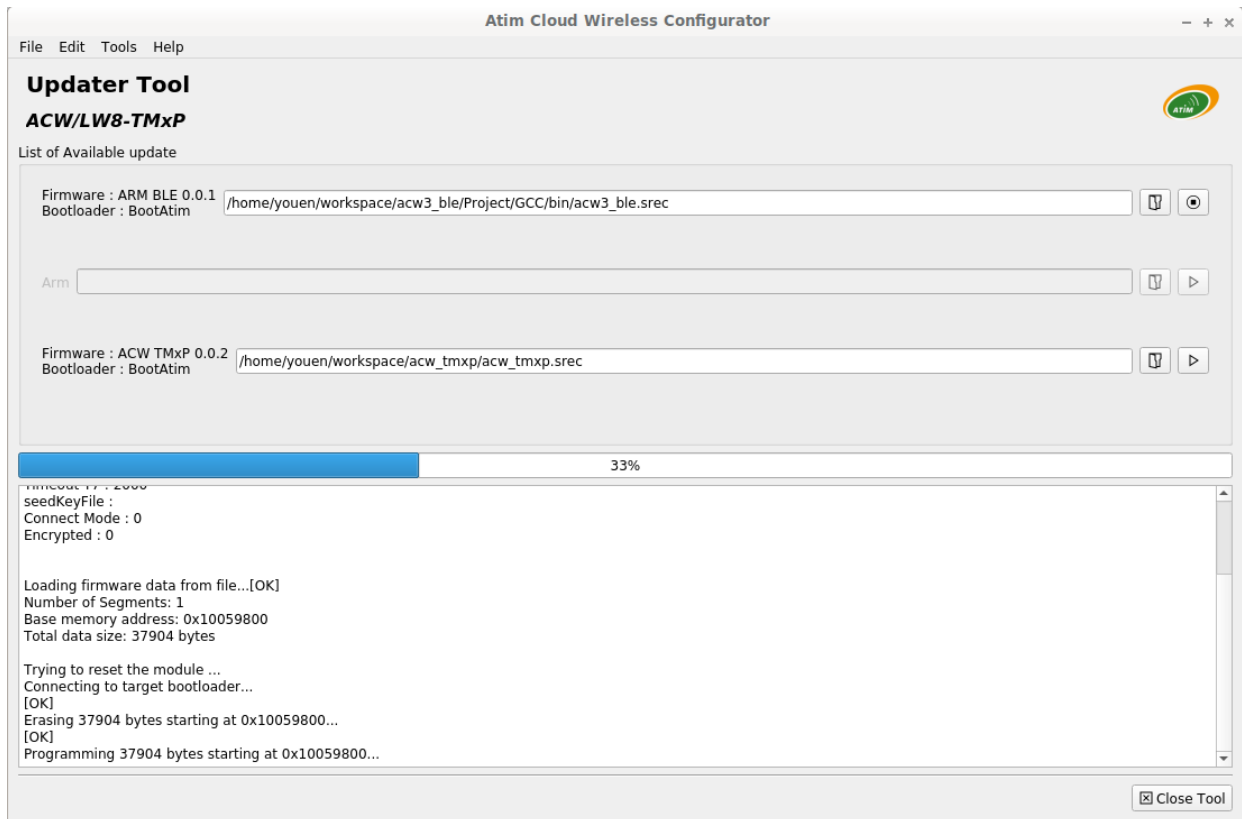 Atim Cloud Wireless Configurator
File Edit Tools Help
Updater Tool
ACW/LW8-TMxP
ATIM
List of Available update
Firmware : ARM BLE 0.0.1
Bootloader : BootAtim
/home/youen/workspace/acw3_ble/Project/GCC/bin/acw3_ble.srec
Arm
Firmware : ACW TMxP 0.0.2
Bootloader : BootAtim
/home/youen/workspace/acw_tmxp/acw_tmxp.srec
33%
seedKeyFile :
Connect Mode : 0
Encrypted : 0
Loading firmware data from file...[OK]
Number of Segments: 1
Base memory address: 0x10059800
Total data size: 37904 bytes
Trying to reset the module ...
Connecting to target bootloader...
[OK]
Erasing 37904 bytes starting at 0x10059800...
[OK]
Programming 37904 bytes starting at 0x10059800...
Close Tool